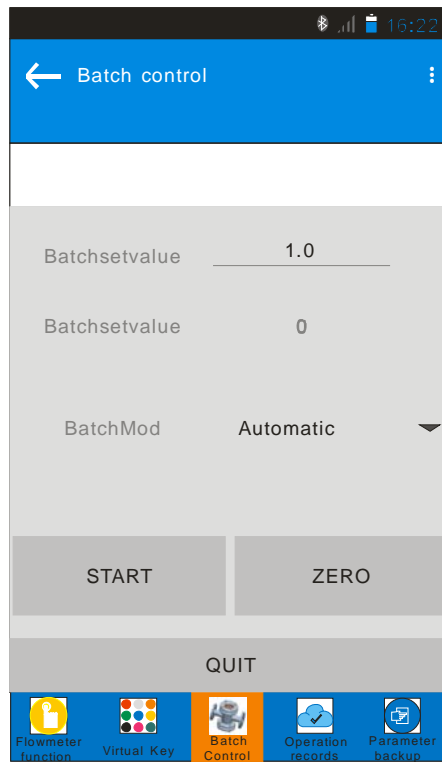 16:22
Batch control
Batchsetvalue 1.0
Batchsetvalue 0
BatchMod Automatic
START ZERO
QUIT
Flowmeter function
Virtual Key
Batch Control
Operation records
Parameter backup